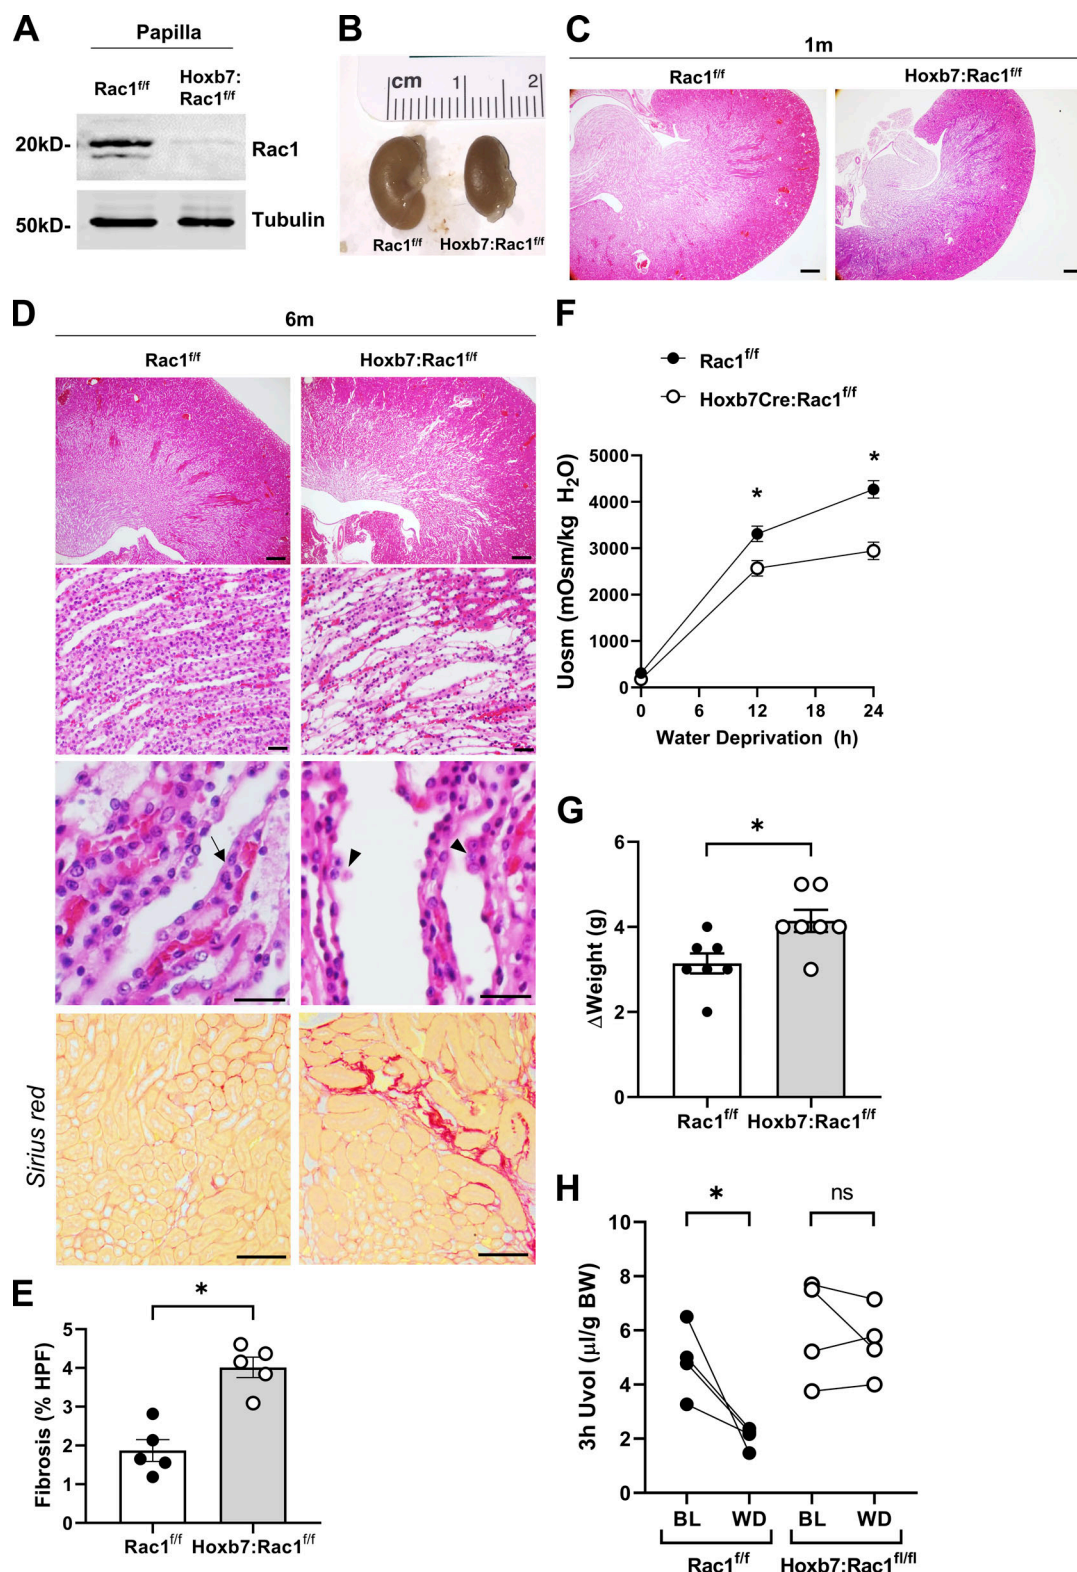 A
Papilla
Rac1f/f
Hoxb7:
Rac1f/f
20kD-
Rac1
50kD-
Tubulin
B
cm 1 2
Rac1f/f Hoxb7:Rac1f/f
C
1m
Rac1f/f Hoxb7:Rac1f/f
D
6m
Rac1f/f Hoxb7:Rac1f/f
Sirius red
E
*
Fibrosis (% HPF)
5
4
3
2
1
0
Rac1f/f Hoxb7:Rac1f/f
F
Rac1f/f
Hoxb7Cre:Rac1f/f
Uosm (mOsm/kg H2O)
5000
4000
3000
2000
1000
0
* *
0 6 12 18 24
Water Deprivation (h)
G
*
ΔWeight (g)
6
4
2
0
Rac1f/f Hoxb7:Rac1f/f
H
* ns
3h Uvol (µl/g BW)
10
8
6
4
2
0
BL WD BL WD
Rac1f/f Hoxb7:Rac1fl/fl